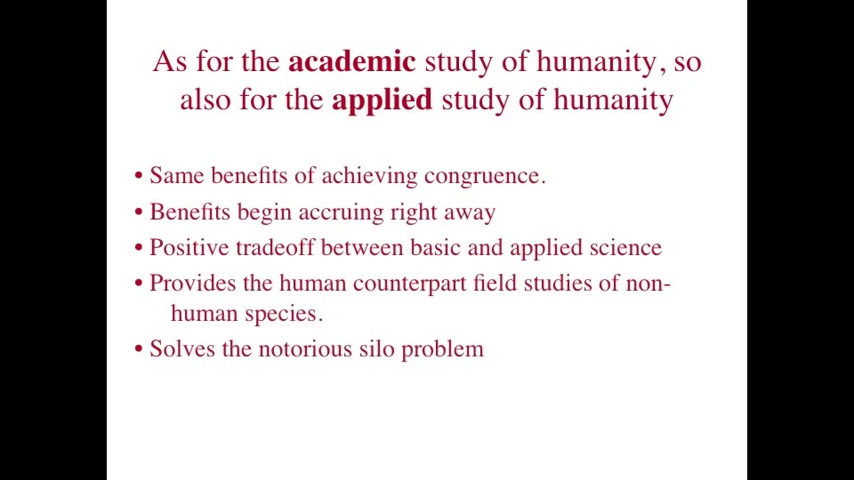 As for the academic study of humanity, so
also for the applied study of humanity
• Same benefits of achieving congruence.
• Benefits begin accruing right away
• Positive tradeoff between basic and applied science
• Provides the human counterpart field studies of non-
human species.
• Solves the notorious silo problem